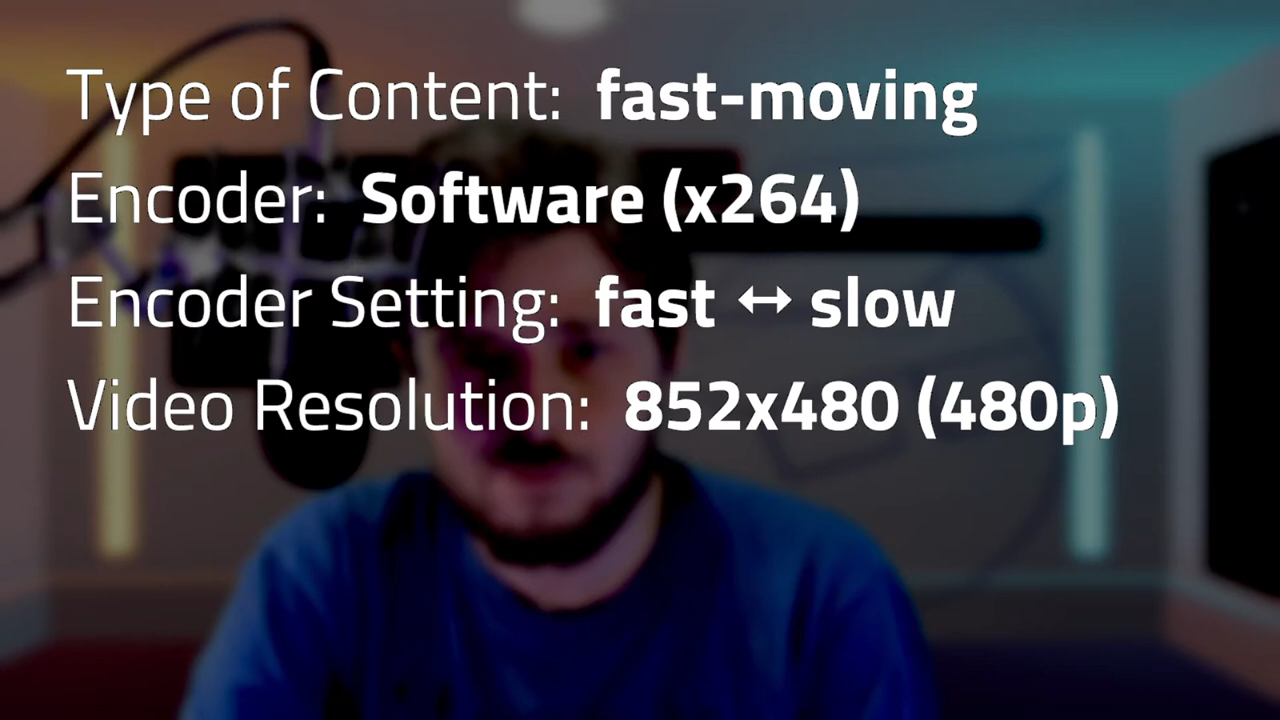 Type of Content: fast-moving
Encoder: Software (x264)
Encoder Setting: fast ↔ slow
Video Resolution: 852x480 (480p)